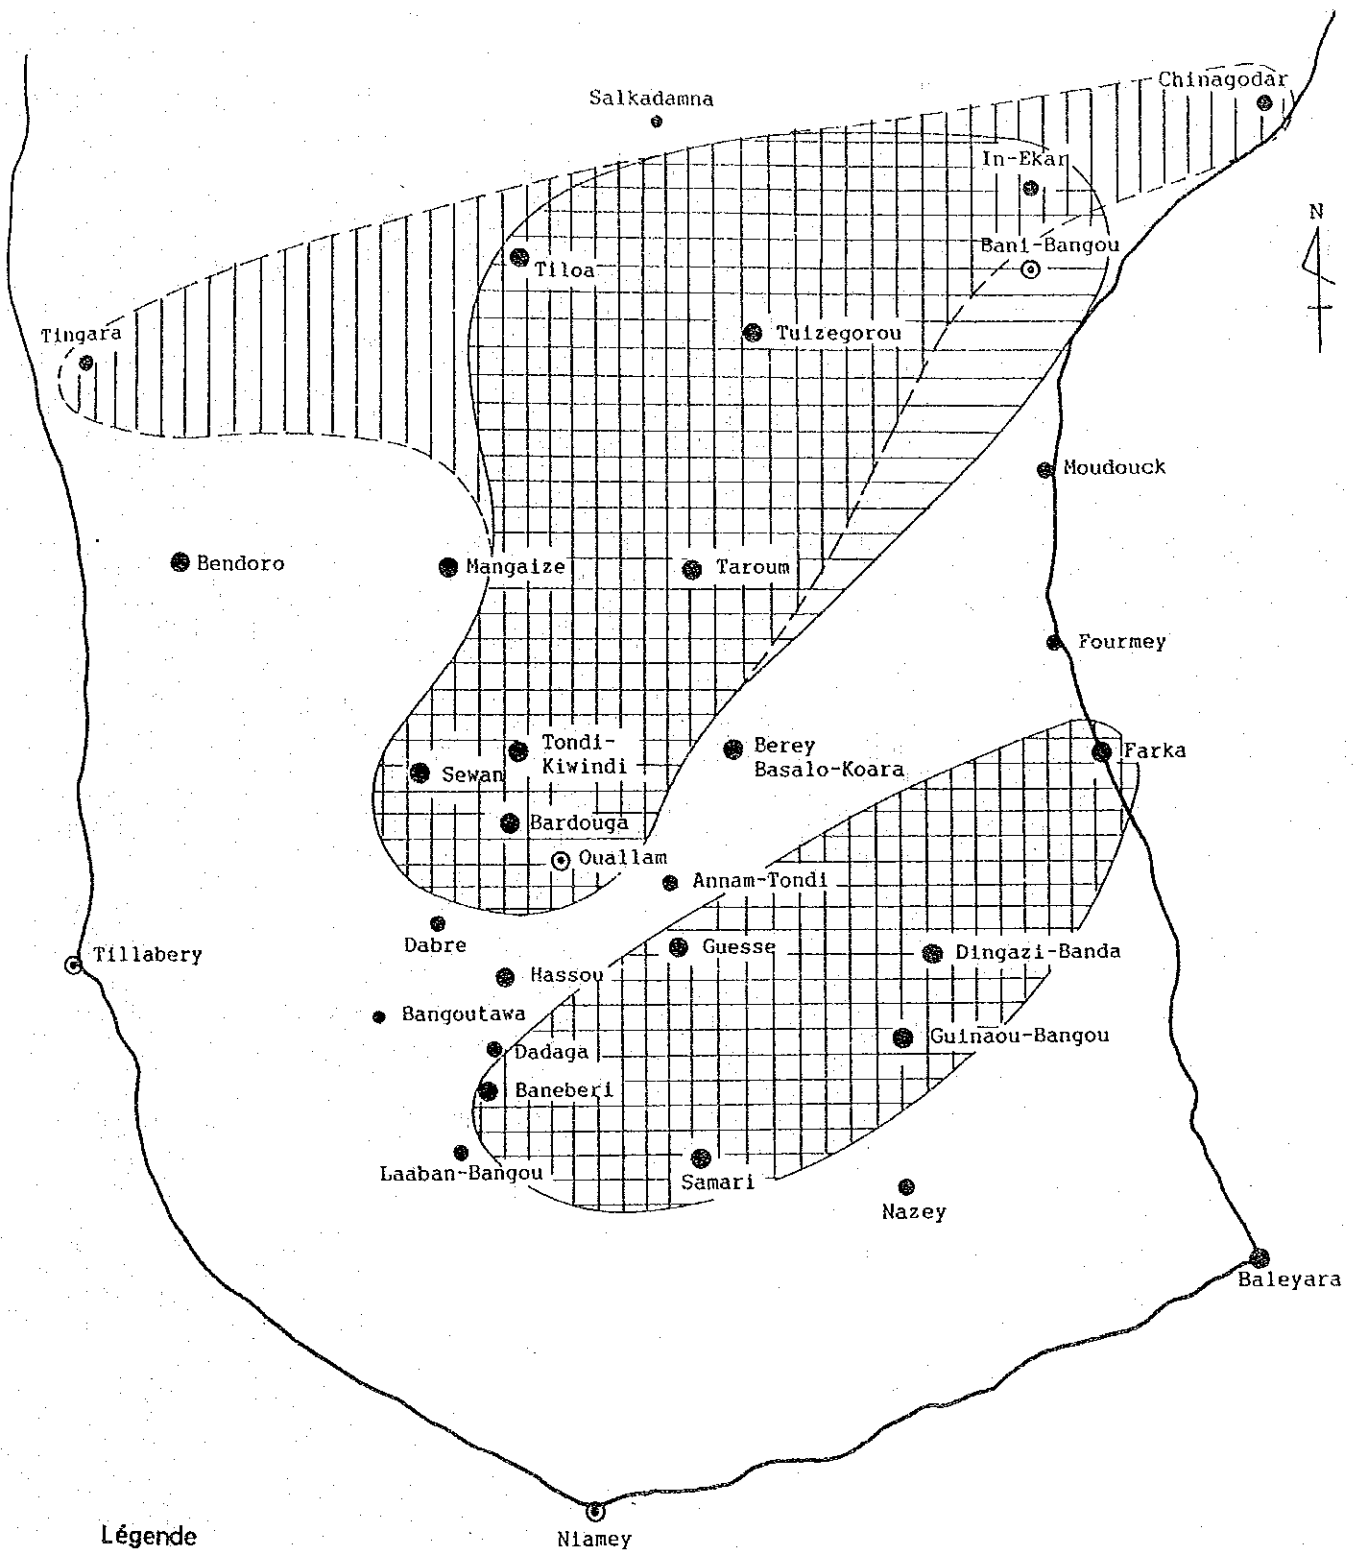 Chinagodar
Salkadamna
In-Ekar
N
Bani-Bangou
Tiloa
Tingara
Tuizegorou
Moudouck
Bendoro
Mangaize
Taroum
Fourmey
Tondi-
Kiwindi
Berey
Basalo-Koara
Farka
Sewan
Bardouga
Ouallam
Annam-Tondi
Dabre
Guesse
Dingazi-Banda
Tillabery
Hassou
Bangoutawa
Guinaou-Bangou
Dadaga
Baneberi
Laaban-Bangou
Samari
Nazey
Baleyara
Légende
Niamey